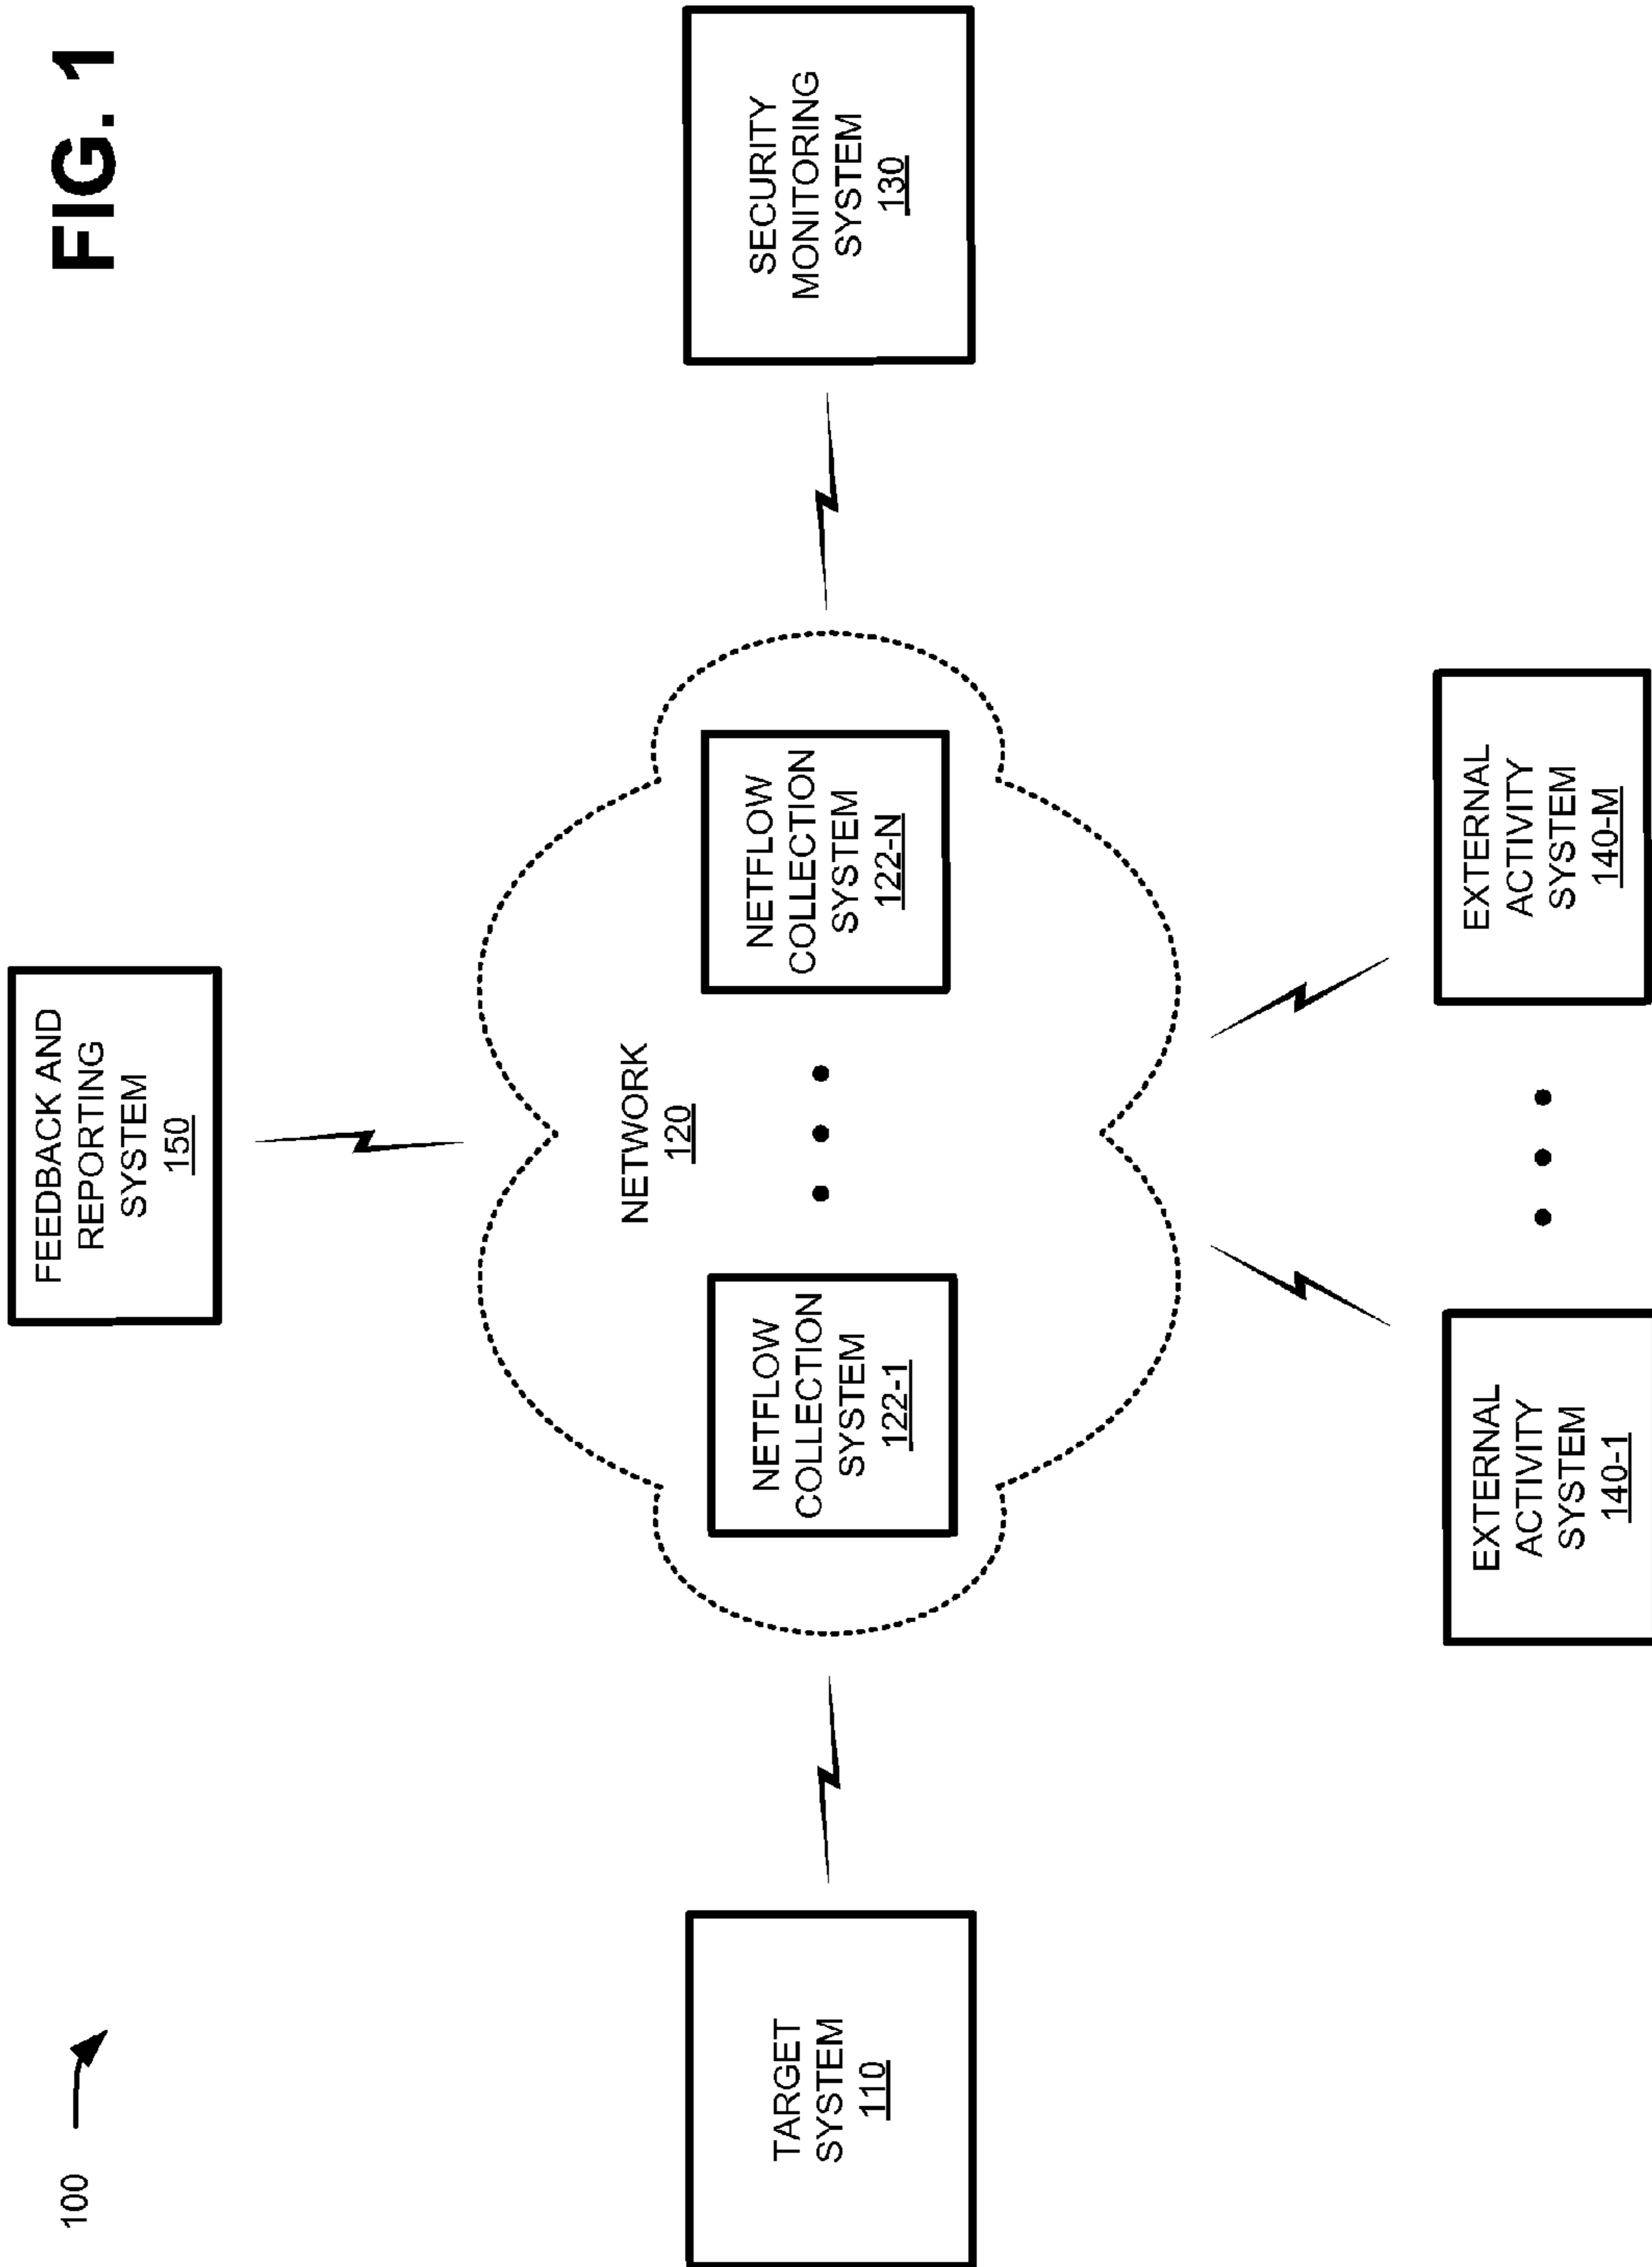 FIG. 1
100
FEEDBACK AND
REPORTING
SYSTEM
150
NETWORK
120
TARGET
SYSTEM
110
NETFLOW
COLLECTION
SYSTEM
122-1
NETFLOW
COLLECTION
SYSTEM
122-N
SECURITY
MONITORING
SYSTEM
130
EXTERNAL
ACTIVITY
SYSTEM
140-1
EXTERNAL
ACTIVITY
SYSTEM
140-M